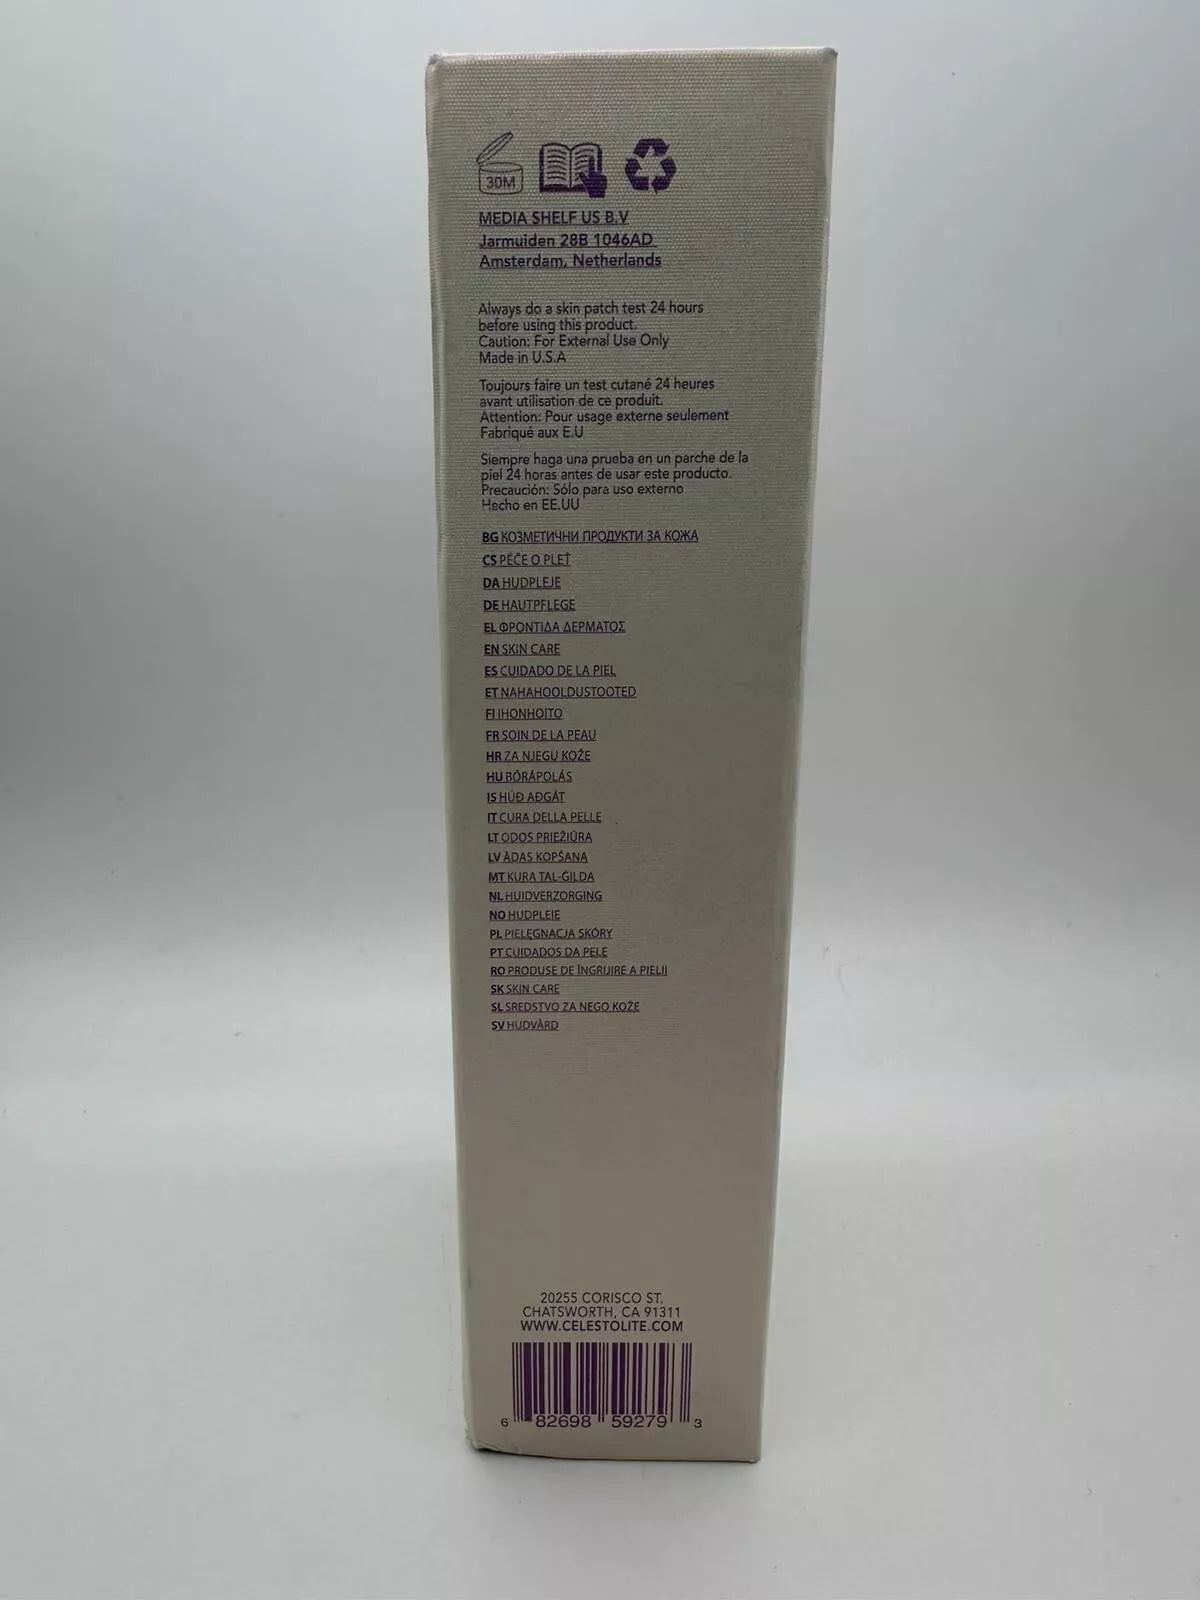 30M
MEDIA SHELF US B.V
Jarmuiden 28B 1046AD
Amsterdam, Netherlands
Always do a skin patch test 24 hours
before using this product.
Caution: For External Use Only
Made in U.S.A
Toujours faire un test cutané 24 heures
avant utilisation de ce produit.
Attention: Pour usage externe seulement
Fabriqué aux E.U
Siempre haga una prueba en un parche de la
piel 24 horas antes de usar este producto.
Precaución: Sólo para uso externo
Hecho en EE.UU
BG КОЗМЕТИЧНИ ПРОДУКТИ ЗА КОЖА
CS PÉČE O PLEŤ
DA HUDPLEJE
DE HAUTPFLEGE
EL ΦΡΟΝΤΙΔΑ ΔΕΡΜΑΤΟΣ
EN SKIN CARE
ES CUIDADO DE LA PIEL
ET NAHAHOOLDUSTOOTED
FI IHONHOITO
FR SOIN DE LA PEAU
HR ZA NJEGU KOŽE
HU BŐRÁPOLÁS
IS HÚÐ AÐGÁT
IT CURA DELLA PELLE
LT ODOS PRIEŽIŪRA
LV ĀDAS KOPŠANA
MT KURA TAL-ĠILDA
NL HUIDVERZORGING
NO HUDPLEIE
PL PIELĘGNACJA SKÓRY
PT CUIDADOS DA PELE
RO PRODUSE DE ÎNGRIJIRE A PIELII
SK SKIN CARE
SL SREDSTVO ZA NEGO KOŽE
SV HUDVÅRD
20255 CORISCO ST.
CHATSWORTH, CA 91311
WWW.CELESTOLITE.COM
6 82698 59279 3